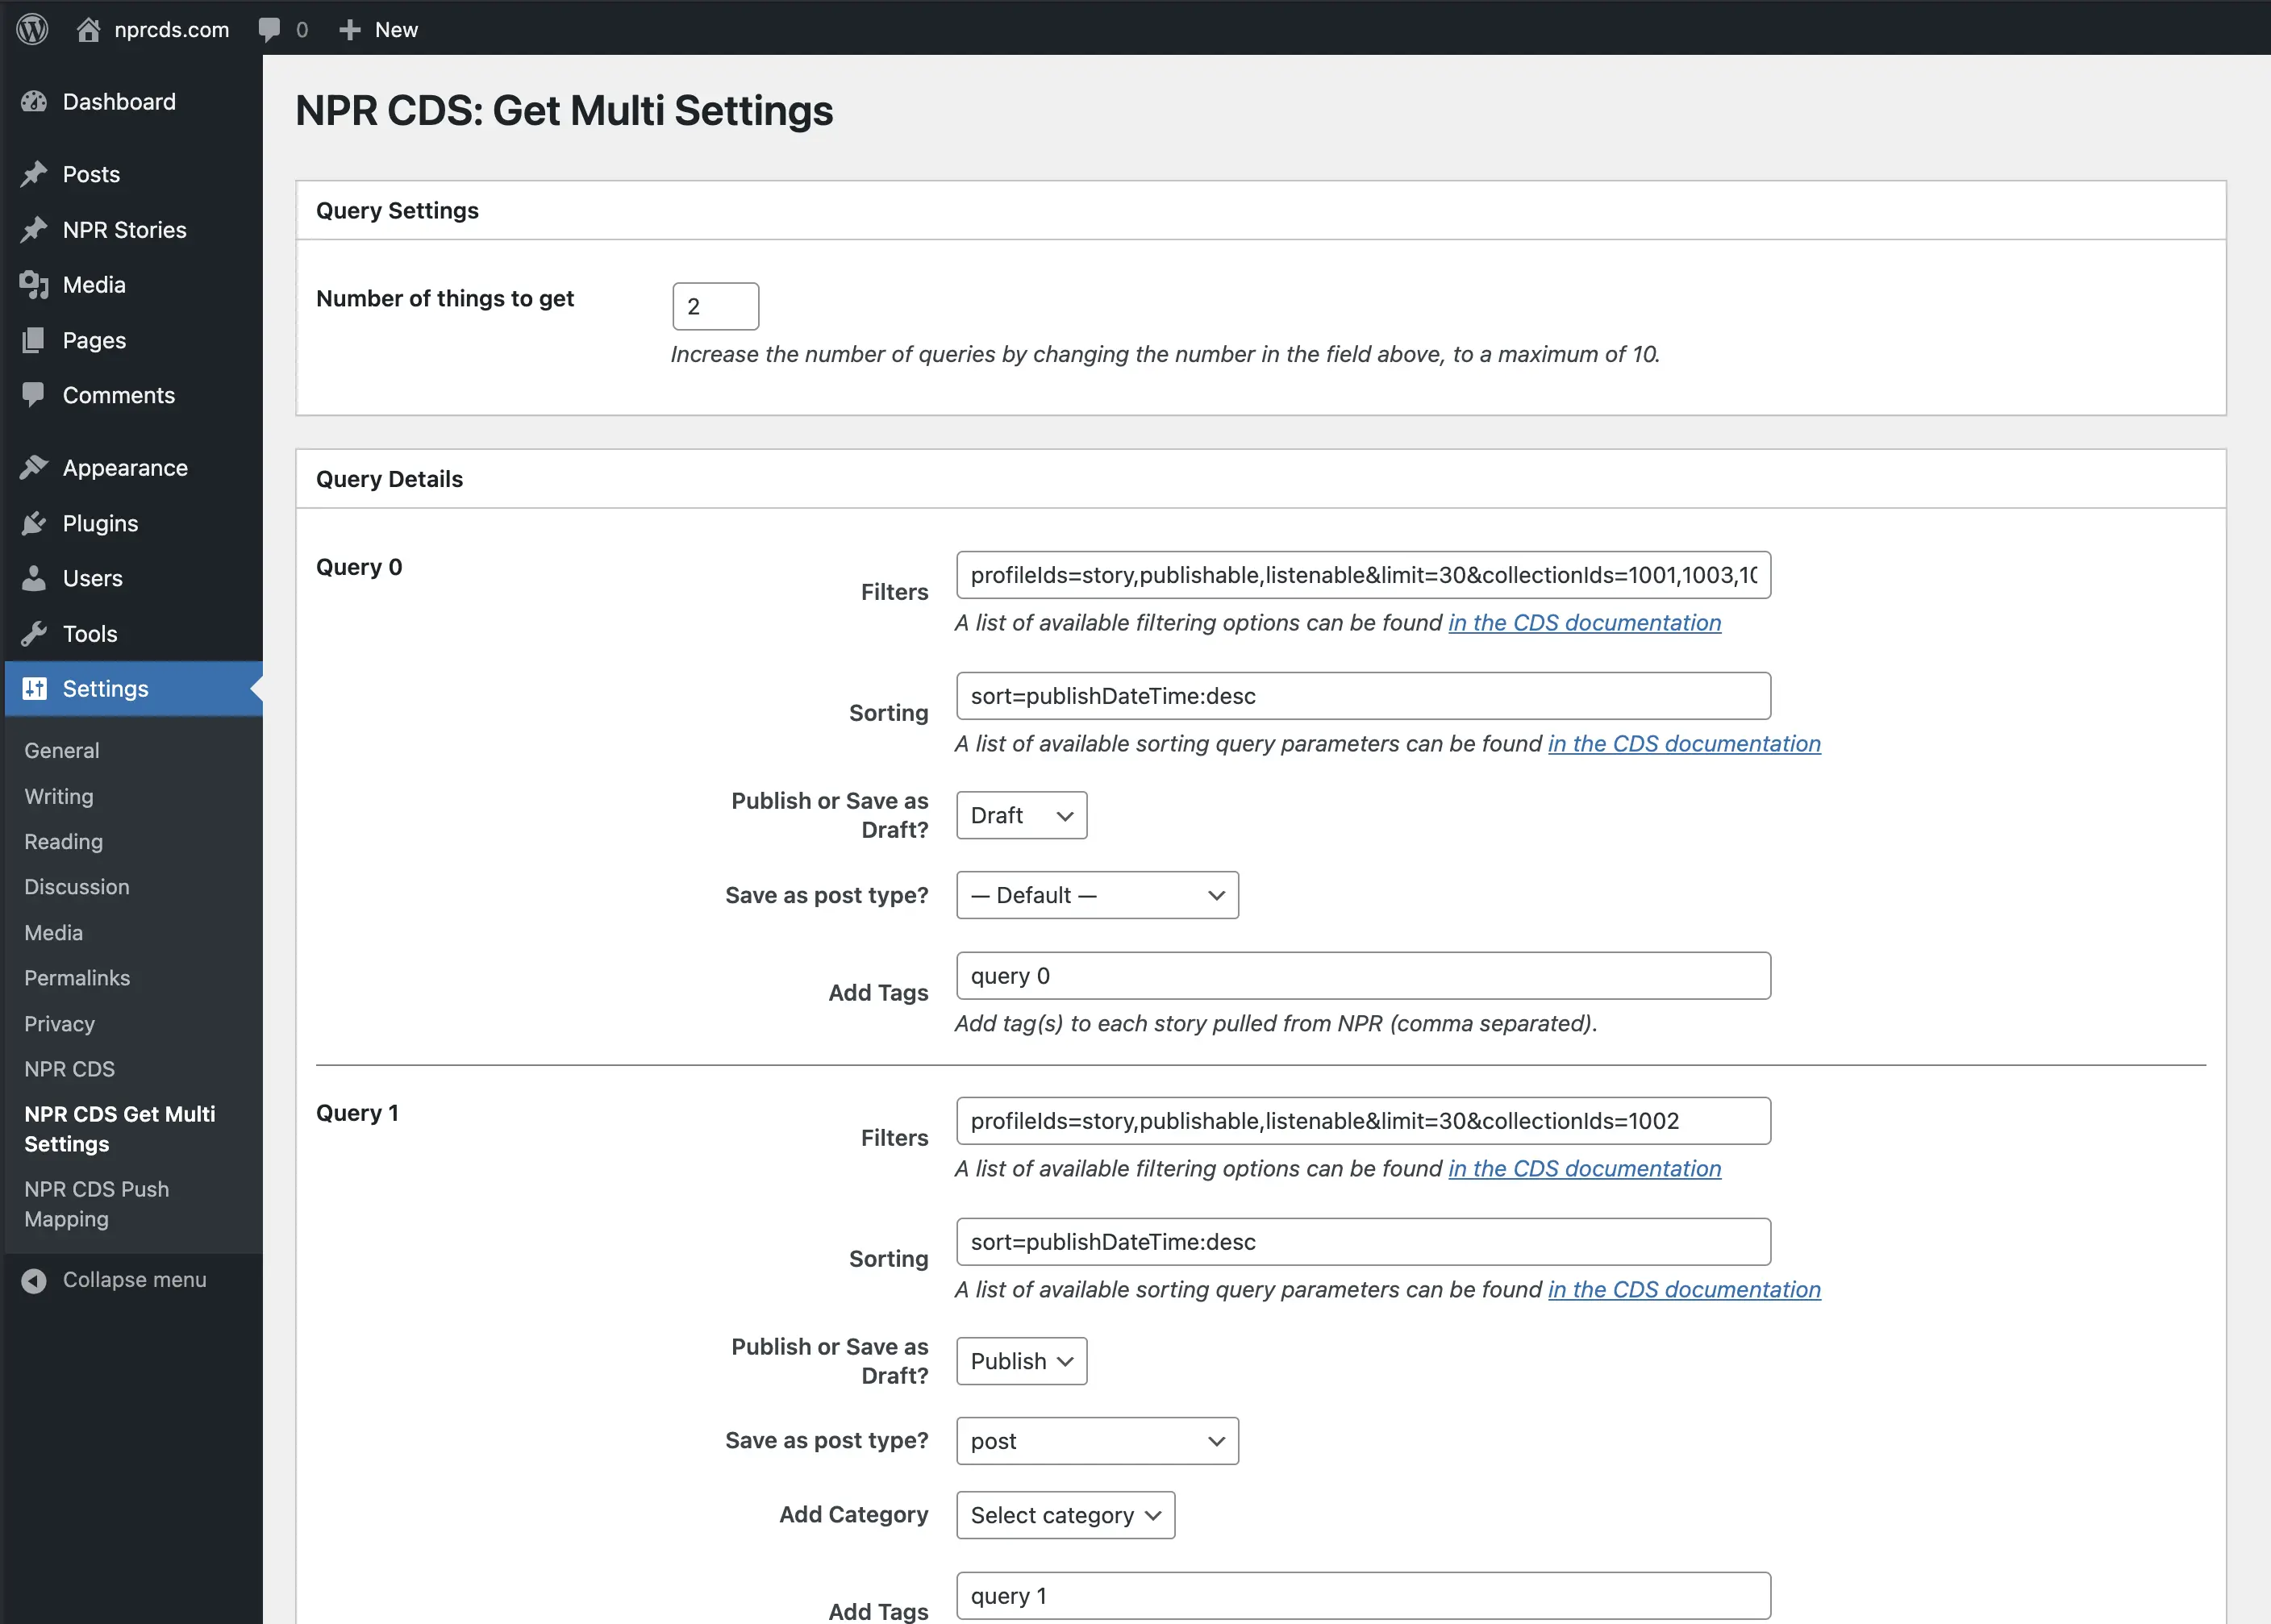 nprcds.com 0 New
Dashboard
Posts
NPR Stories
Media
Pages
Comments
Appearance
Plugins
Users
Tools
Settings
General
Writing
Reading
Discussion
Media
Permalinks
Privacy
NPR CDS
NPR CDS Get Multi
Settings
NPR CDS Push
Mapping
Collapse menu
NPR CDS: Get Multi Settings
Query Settings
Number of things to get
2
Increase the number of queries by changing the number in the field above, to a maximum of 10.
Query Details
Query 0
Filters
profileIds=story,publishable,listenable&limit=30&collectionIds=1001,1003,1
A list of available filtering options can be found in the CDS documentation
Sorting
sort=publishDateTime:desc
A list of available sorting query parameters can be found in the CDS documentation
Publish or Save as
Draft?
Draft
Save as post type?
— Default —
Add Tags
query 0
Add tag(s) to each story pulled from NPR (comma separated).
Query 1
Filters
profileIds=story,publishable,listenable&limit=30&collectionIds=1002
A list of available filtering options can be found in the CDS documentation
Sorting
sort=publishDateTime:desc
A list of available sorting query parameters can be found in the CDS documentation
Publish or Save as
Draft?
Publish
Save as post type?
post
Add Category
Select category
Add Tags
query 1